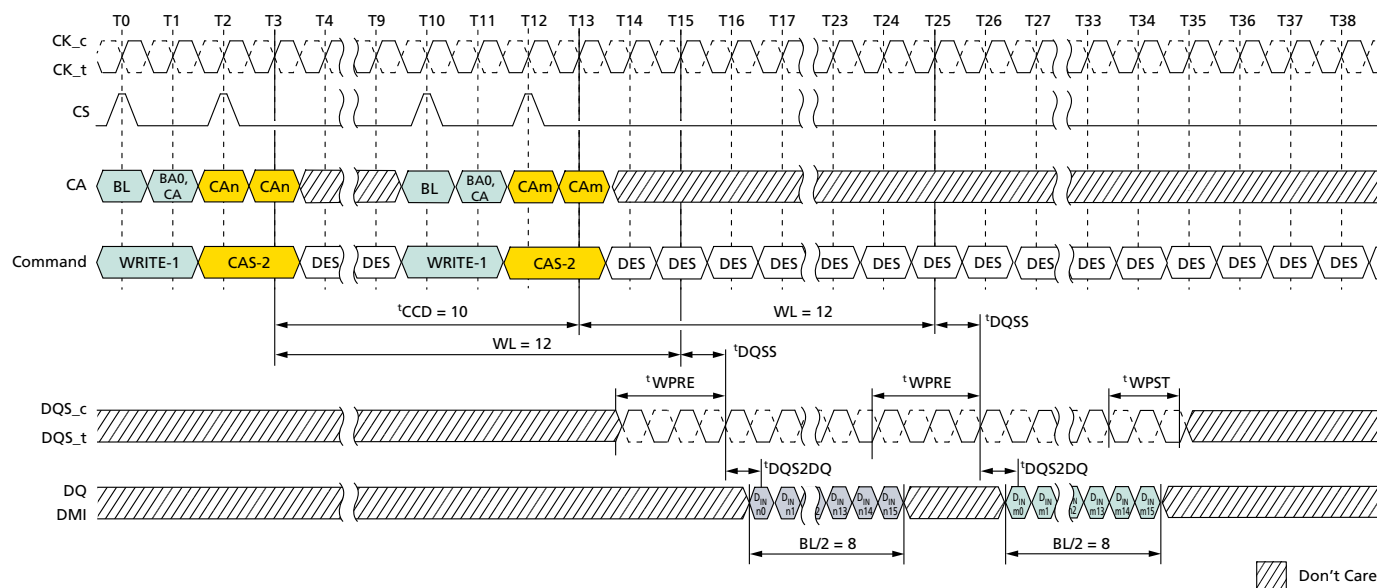 T0 T1 T2 T3 T4 T9 T10 T11 T12 T13 T14 T15 T16 T17 T23 T24 T25 T26 T27 T33 T34 T35 T36 T37 T38
CK_c
CK_t
CS
CA BL BA0, CA CAn CAn BL BA0, CA CAm CAm
Command WRITE-1 CAS-2 DES DES WRITE-1 CAS-2 DES DES DES DES DES DES DES DES DES DES DES DES DES DES DES
tCCD = 10 WL = 12 tDQSS
WL = 12 tDQSS
tWPRE tWPRE tWPST
DQS_c
DQS_t
tDQS2DQ tDQS2DQ
DQ DIN n0 DIN n1 DIN n13 DIN n14 DIN n15 DIN m0 DIN m1 DIN m13 DIN m14 DIN m15
DMI
BL/2 = 8 BL/2 = 8
Don't Care